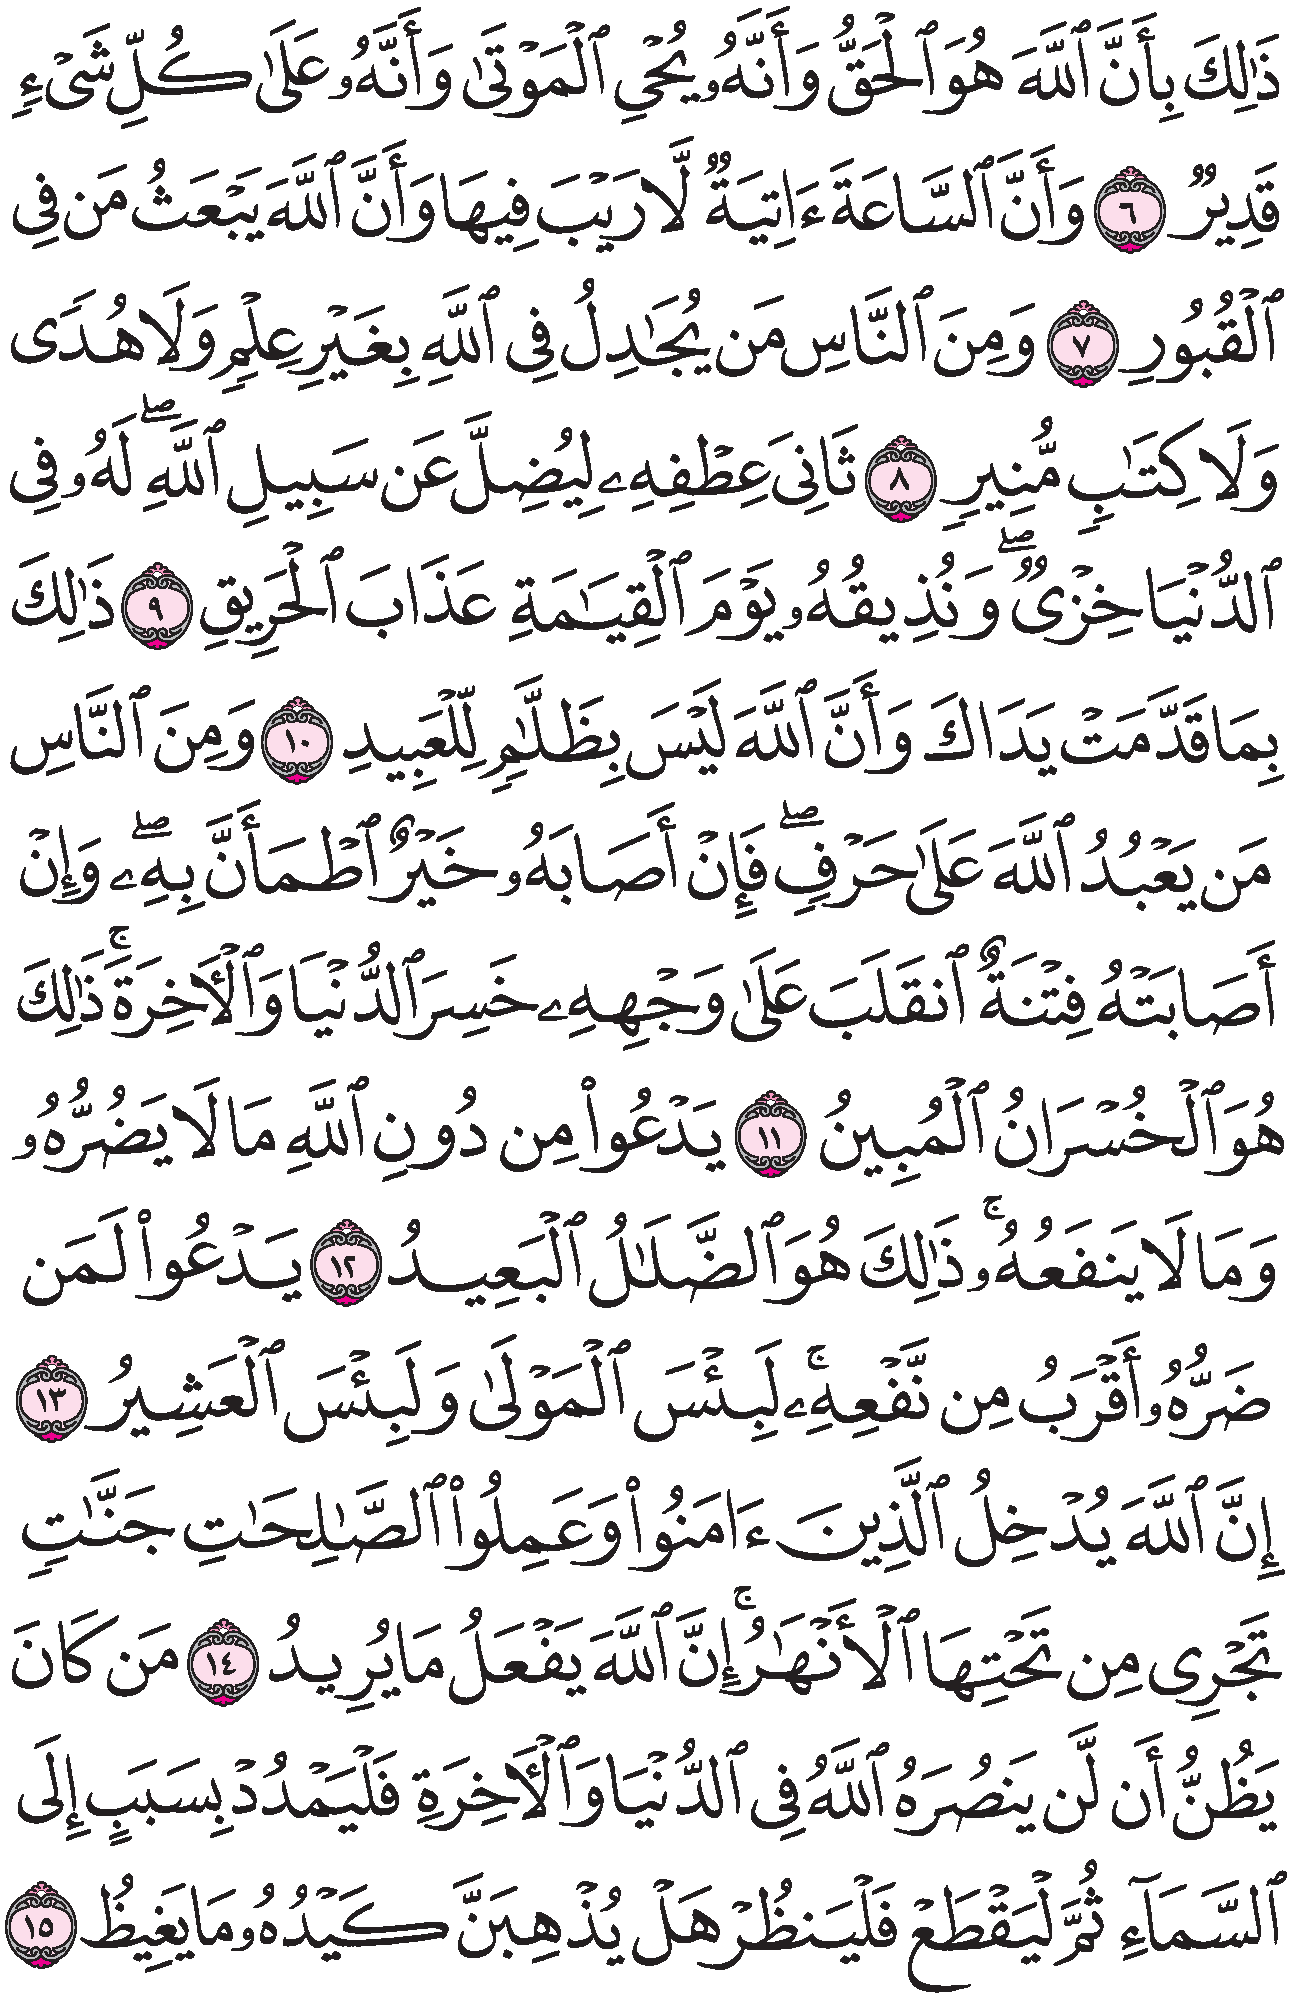 ذَٰلِكَ بِأَنَّ ٱللَّهَ هُوَ ٱلْحَقُّ وَأَنَّهُۥ يُحْىِ ٱلْمَوْتَىٰ وَأَنَّهُۥ عَلَىٰ كُلِّ شَىْءٍ
قَدِيرٌ ٦ وَأَنَّ ٱلسَّاعَةَ ءَاتِيَةٌ لَّا رَيْبَ فِيهَا وَأَنَّ ٱللَّهَ يَبْعَثُ مَن فِى
ٱلْقُبُورِ ٧ وَمِنَ ٱلنَّاسِ مَن يُجَٰدِلُ فِى ٱللَّهِ بِغَيْرِ عِلْمٍ وَلَا هُدًى
وَلَا كِتَٰبٍ مُّنِيرٍ ٨ ثَانِىَ عِطْفِهِۦ لِيُضِلَّ عَن سَبِيلِ ٱللَّهِ ۖ لَهُۥ فِى
ٱلدُّنْيَا خِزْىٌ ۖ وَنُذِيقُهُۥ يَوْمَ ٱلْقِيَٰمَةِ عَذَابَ ٱلْحَرِيقِ ٩ ذَٰلِكَ
بِمَا قَدَّمَتْ يَدَاكَ وَأَنَّ ٱللَّهَ لَيْسَ بِظَلَّٰمٍ لِّلْعَبِيدِ ١٠ وَمِنَ ٱلنَّاسِ
مَن يَعْبُدُ ٱللَّهَ عَلَىٰ حَرْفٍ ۖ فَإِنْ أَصَابَهُۥ خَيْرٌ ٱطْمَأَنَّ بِهِۦ ۖ وَإِنْ
أَصَابَتْهُ فِتْنَةٌ ٱنقَلَبَ عَلَىٰ وَجْهِهِۦ خَسِرَ ٱلدُّنْيَا وَٱلْأَخِرَةَ ۚ ذَٰلِكَ
هُوَ ٱلْخُسْرَانُ ٱلْمُبِينُ ١١ يَدْعُوا۟ مِن دُونِ ٱللَّهِ مَا لَا يَضُرُّهُۥ
وَمَا لَا يَنفَعُهُۥ ۚ ذَٰلِكَ هُوَ ٱلضَّلَٰلُ ٱلْبَعِيدُ ١٢ يَدْعُوا۟ لَمَن
ضَرُّهُۥٓ أَقْرَبُ مِن نَّفْعِهِۦ ۚ لَبِئْسَ ٱلْمَوْلَىٰ وَلَبِئْسَ ٱلْعَشِيرُ ١٣
إِنَّ ٱللَّهَ يُدْخِلُ ٱلَّذِينَ ءَامَنُوا۟ وَعَمِلُوا۟ ٱلصَّٰلِحَٰتِ جَنَّٰتٍ
تَجْرِى مِن تَحْتِهَا ٱلْأَنْهَٰرُ ۚ إِنَّ ٱللَّهَ يَفْعَلُ مَا يُرِيدُ ١٤ مَن كَانَ
يَظُنُّ أَن لَّن يَنصُرَهُ ٱللَّهُ فِى ٱلدُّنْيَا وَٱلْأَخِرَةِ فَلْيَمْدُدْ بِسَبَبٍ إِلَى
ٱلسَّمَآءِ ثُمَّ لْيَقْطَعْ فَلْيَنظُرْ هَلْ يُذْهِبَنَّ كَيْدُهُۥ مَا يَغِيظُ ١٥